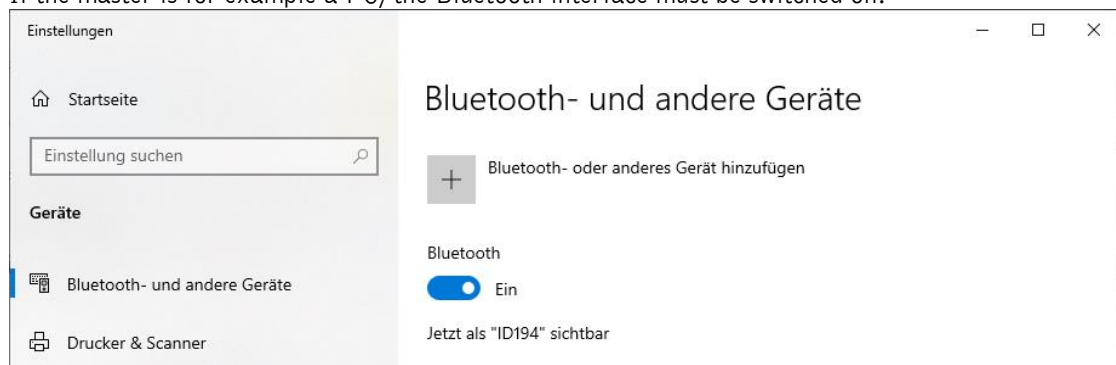 If the master is for example a PC, the Bluetooth interface must be switched on.
Einstellungen
Startseite
Einstellung suchen
Geräte
Bluetooth- und andere Geräte
Drucker & Scanner
Bluetooth- und andere Geräte
Bluetooth- oder anderes Gerät hinzufügen
Bluetooth
Ein
Jetzt als "ID194" sichtbar